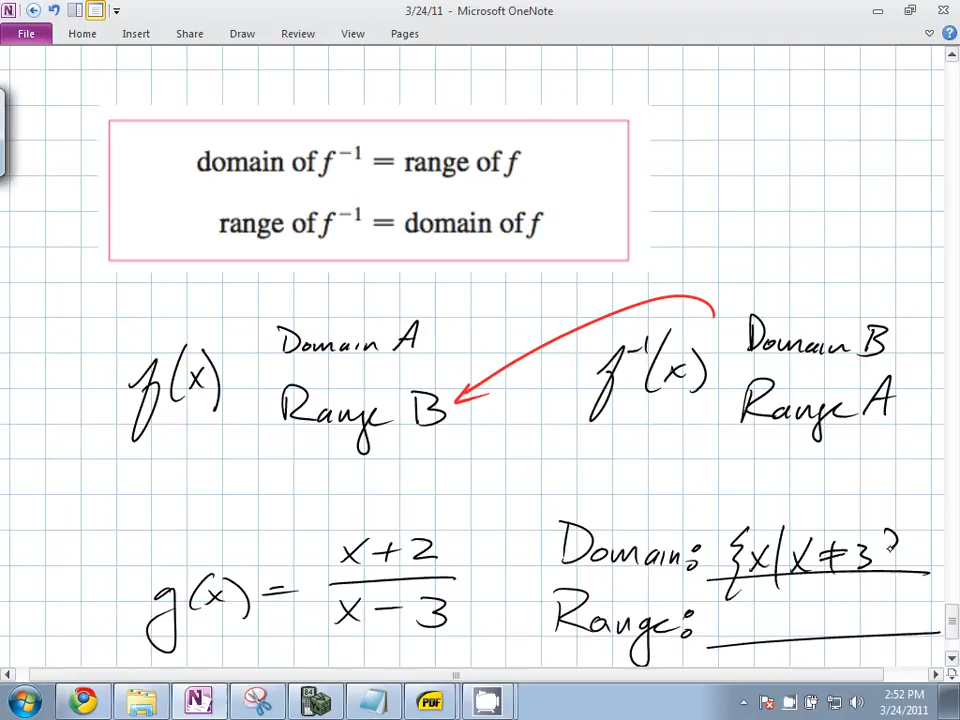 3/24/11 - Microsoft OneNote
File Home Insert Share Draw Review View Pages
domain of f⁻¹ = range of f
range of f⁻¹ = domain of f
f(x) Domain A Range B
f⁻¹(x) Domain B Range A
g(x) = (x+2)/(x-3)
Domain: {x|x≠3}
Range:
2:52 PM
3/24/2011